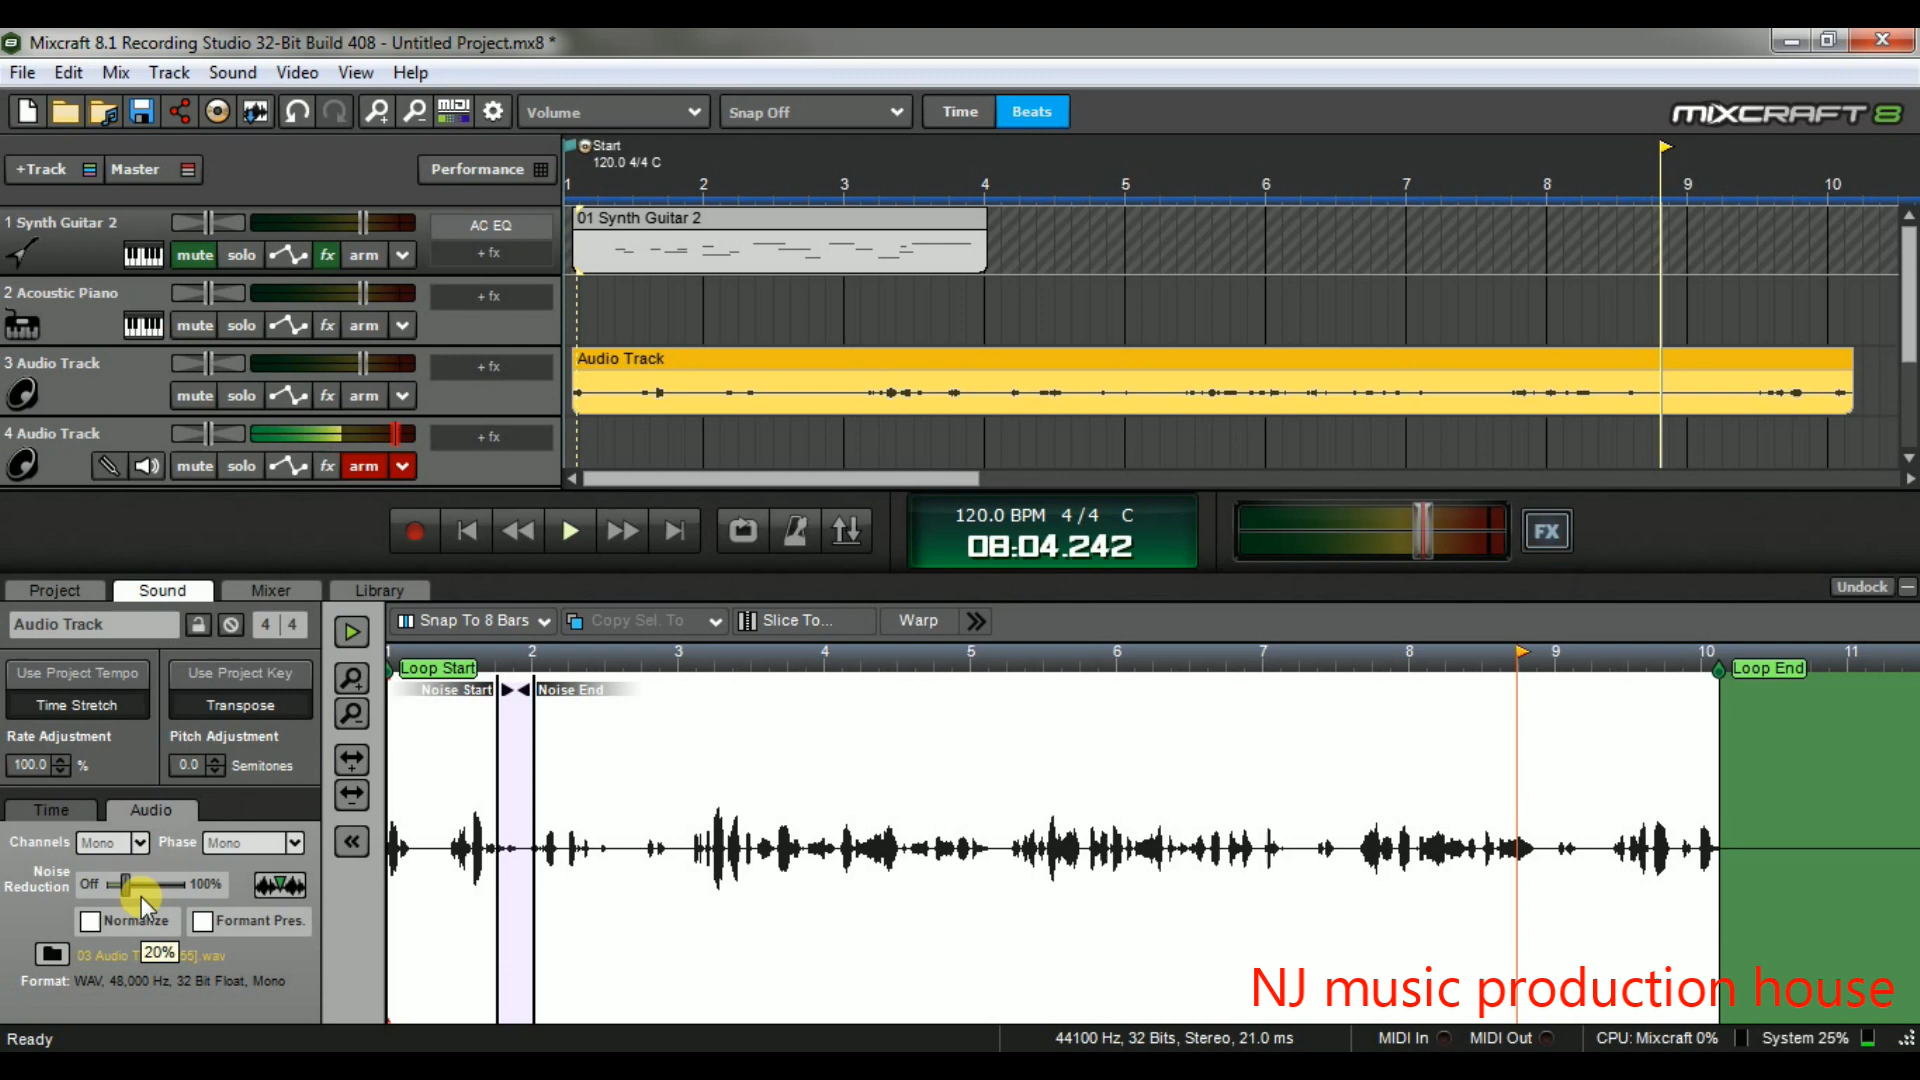 Mixcraft 8.1 Recording Studio 32-Bit Build 408 - Untitled Project.mx8 *
File Edit Mix Track Sound Video View Help
MIDI Volume Snap Off Time Beats MIXCRAFT 8
+Track Master Performance
Start
120.0 4/4 C
1 2 3 4 5 6 7 8 9 10
1 Synth Guitar 2 AC EQ 01 Synth Guitar 2
mute solo fx arm + fx
2 Acoustic Piano + fx
mute solo fx arm
3 Audio Track + fx Audio Track
mute solo fx arm
4 Audio Track + fx
mute solo fx arm
120.0 BPM 4/4 C
08:04.242 FX
Project Sound Mixer Library Undock
Audio Track 4 4 Snap To 8 Bars Copy Sel. To Slice To... Warp
1 2 3 4 5 6 7 8 9 10 11
Loop Start Loop End
Use Project Tempo Use Project Key Noise Start Noise End
Time Stretch Transpose
Rate Adjustment Pitch Adjustment
100.0 % 0.0 Semitones
Time Audio
Channels Mono Phase Mono
Noise Reduction Off 100%
Normalize Formant Pres.
03 Audio T 20% 55].wav
Format: WAV, 48,000 Hz, 32 Bit Float, Mono
NJ music production house
Ready 44100 Hz, 32 Bits, Stereo, 21.0 ms MIDI In MIDI Out CPU: Mixcraft 0% System 25%